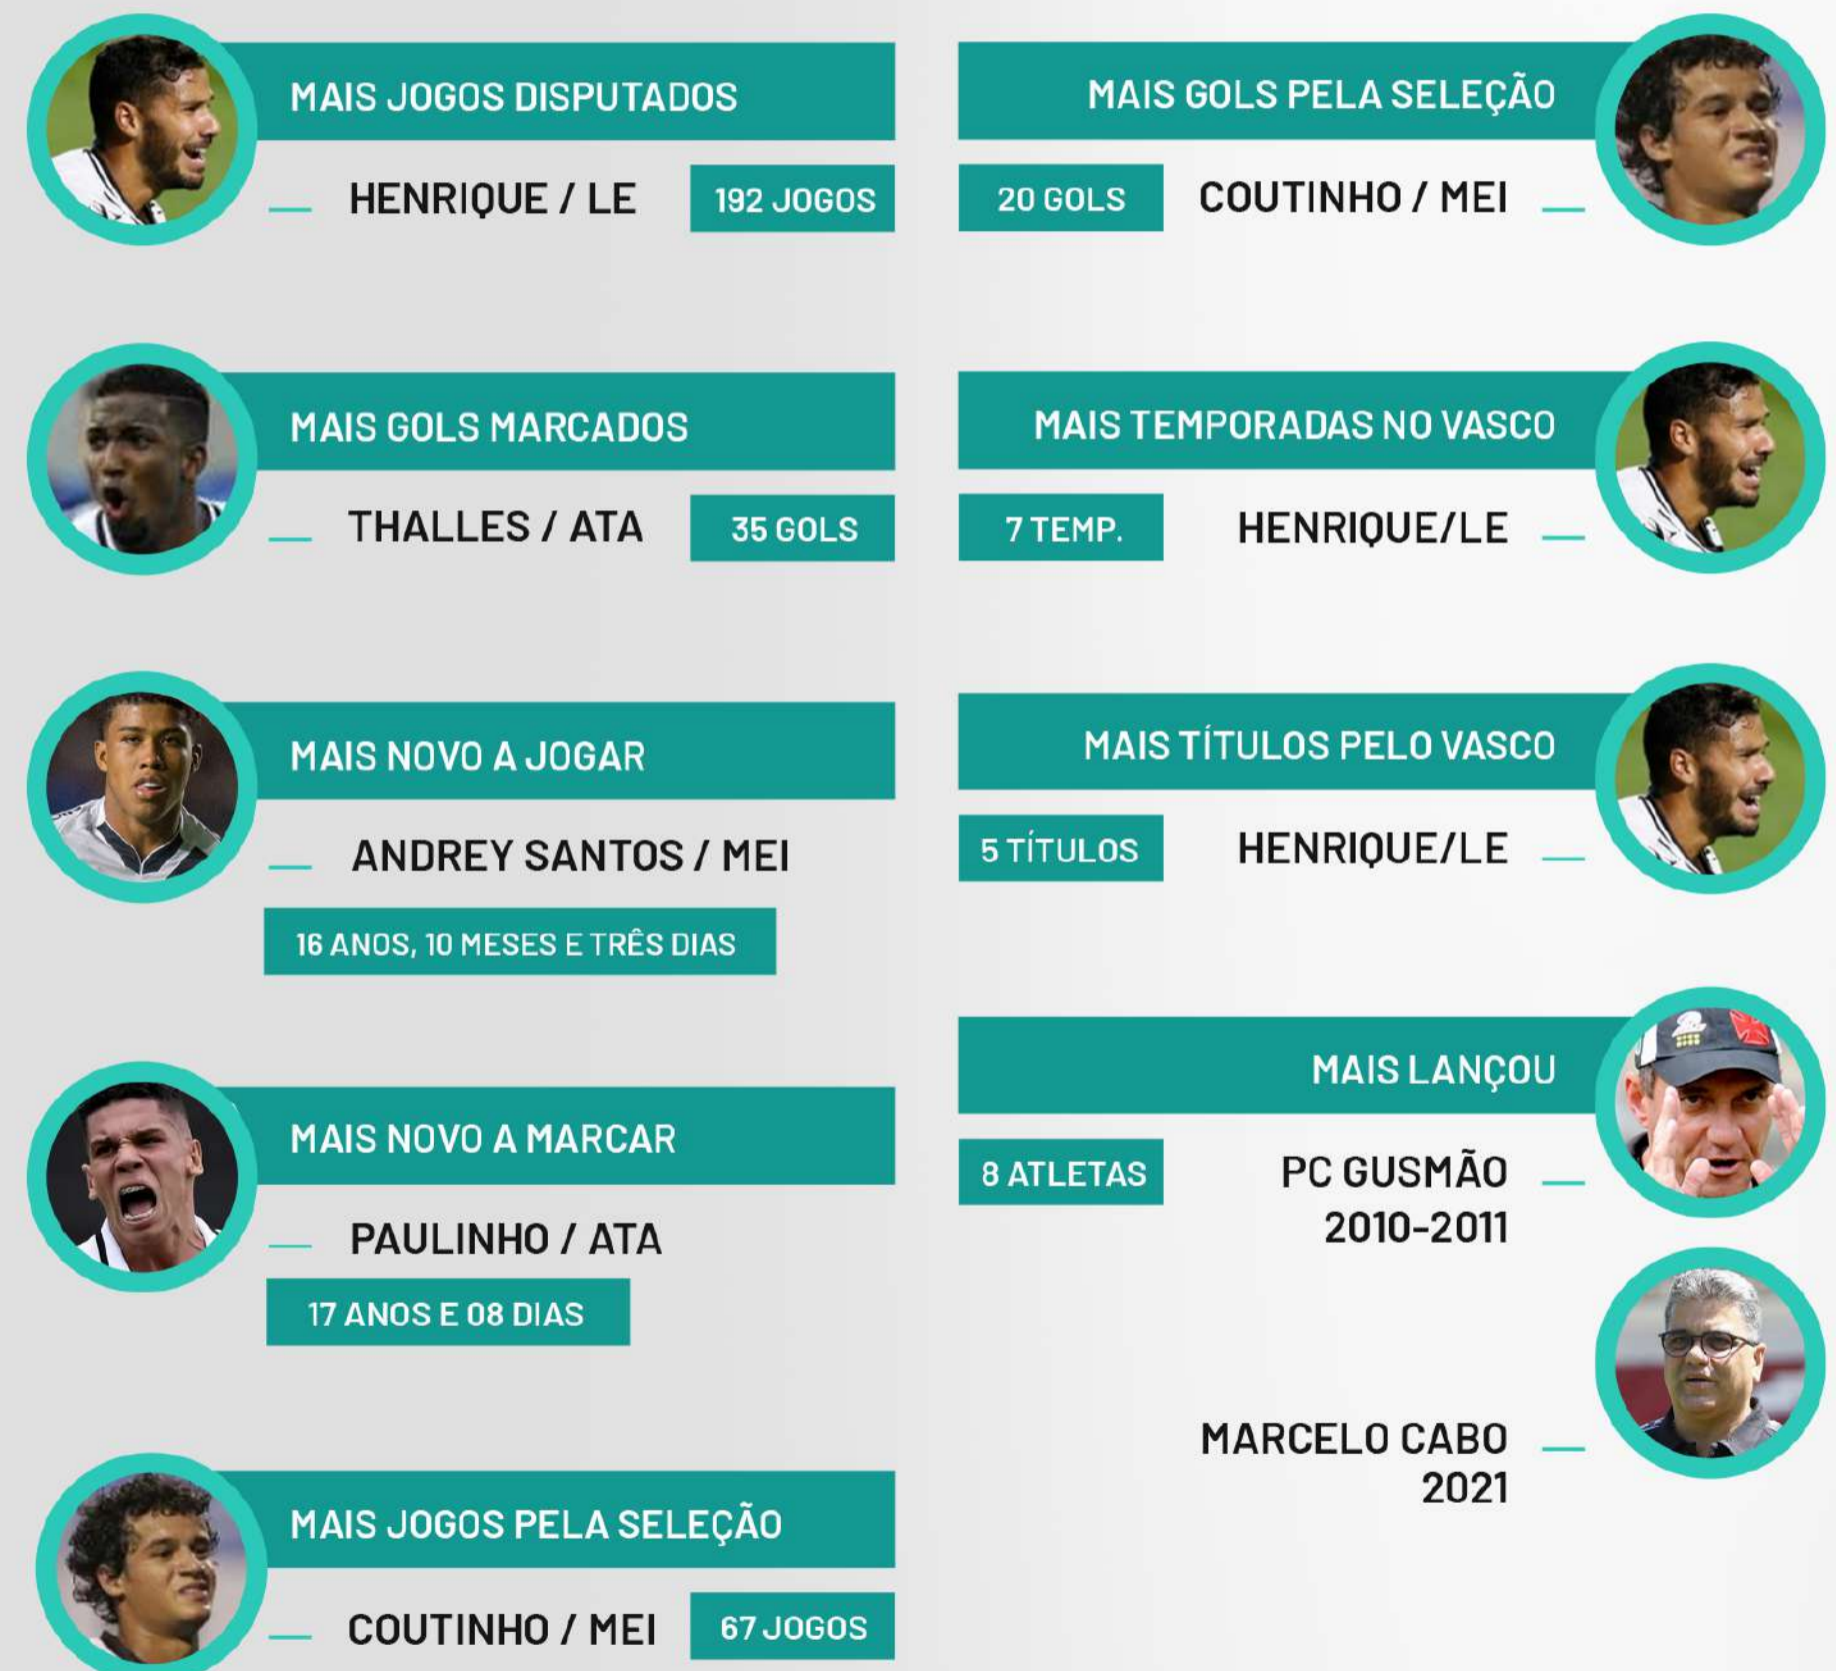 MAIS JOGOS DISPUTADOS
HENRIQUE / LE
192 JOGOS
MAIS GOLS MARCADOS
THALLES / ATA
35 GOLS
MAIS NOVO A JOGAR
ANDREY SANTOS / MEI
16 ANOS, 10 MESES E TRÊS DIAS
MAIS NOVO A MARCAR
PAULINHO / ATA
17 ANOS E 08 DIAS
MAIS JOGOS PELA SELEÇÃO
COUTINHO / MEI
67 JOGOS
MAIS GOLS PELA SELEÇÃO
20 GOLS
COUTINHO / MEI
MAIS TEMPORADAS NO VASCO
7 TEMP.
HENRIQUE/LE
MAIS TÍTULOS PELO VASCO
5 TÍTULOS
HENRIQUE/LE
MAIS LANÇOU
8 ATLETAS
PC GUSMÃO
2010-2011
MARCELO CABO
2021